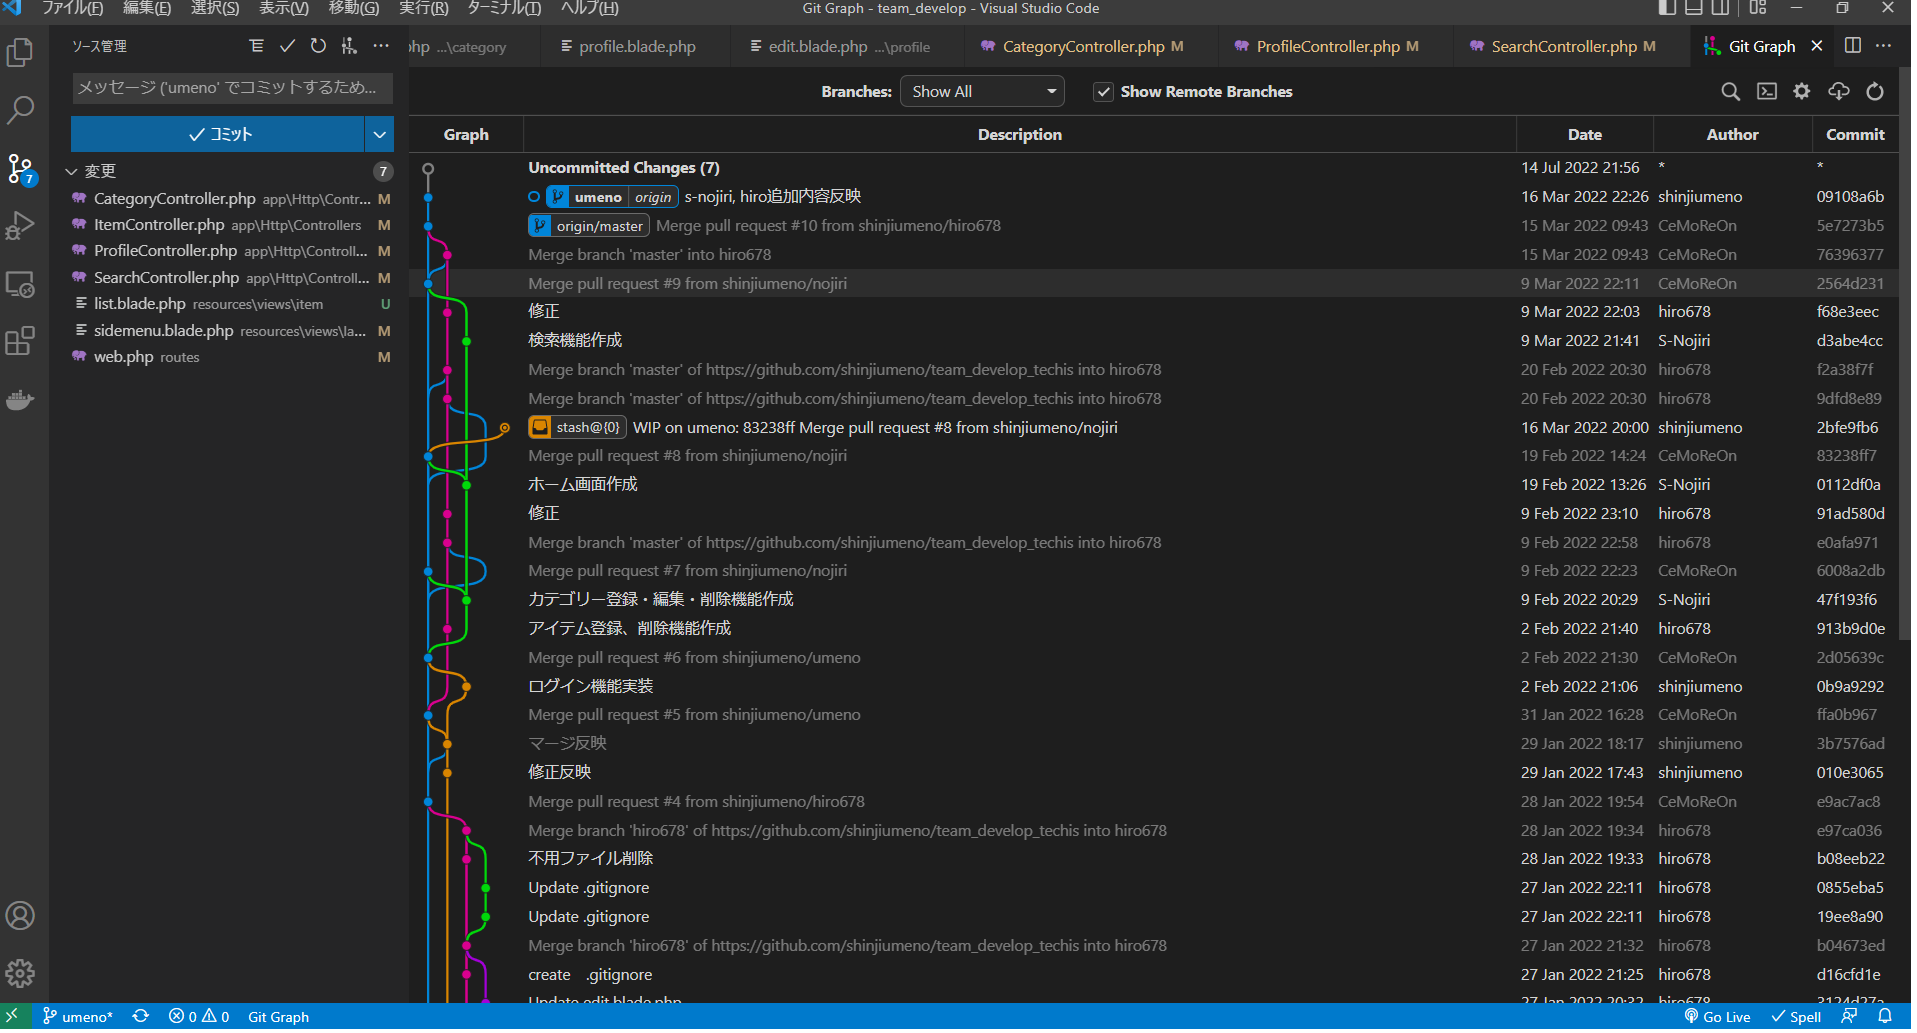 ファイル(F) 編集(E) 選択(S) 表示(V) 移動(G) 実行(R) ターミナル(T) ヘルプ(H) Git Graph - team_develop - Visual Studio Code
ソース管理
hp ...\category profile.blade.php edit.blade.php ...\profile CategoryController.php M ProfileController.php M SearchController.php M Git Graph
メッセージ ('umeno' でコミットするため...
コミット
変更 7
CategoryController.php app\Http\Contr... M
ItemController.php app\Http\Controllers M
ProfileController.php app\Http\Controll... M
SearchController.php app\Http\Controll... M
list.blade.php resources\views\item U
sidemenu.blade.php resources\views\la... M
web.php routes M
7
Branches: Show All Show Remote Branches
Graph Description Date Author Commit
Uncommitted Changes (7) 14 Jul 2022 21:56 * *
umeno origin s-nojiri, hiro追加内容反映 16 Mar 2022 22:26 shinjiumeno 09108a6b
origin/master Merge pull request #10 from shinjiumeno/hiro678 15 Mar 2022 09:43 CeMoReOn 5e7273b5
Merge branch 'master' into hiro678 15 Mar 2022 09:43 CeMoReOn 76396377
Merge pull request #9 from shinjiumeno/nojiri 9 Mar 2022 22:11 CeMoReOn 2564d231
修正 9 Mar 2022 22:03 hiro678 f68e3eec
検索機能作成 9 Mar 2022 21:41 S-Nojiri d3abe4cc
Merge branch 'master' of https://github.com/shinjiumeno/team_develop_techis into hiro678 20 Feb 2022 20:30 hiro678 f2a38f7f
Merge branch 'master' of https://github.com/shinjiumeno/team_develop_techis into hiro678 20 Feb 2022 20:30 hiro678 9dfd8e89
stash@{0} WIP on umeno: 83238ff Merge pull request #8 from shinjiumeno/nojiri 16 Mar 2022 20:00 shinjiumeno 2bfe9fb6
Merge pull request #8 from shinjiumeno/nojiri 19 Feb 2022 14:24 CeMoReOn 83238ff7
ホーム画面作成 19 Feb 2022 13:26 S-Nojiri 0112df0a
修正 9 Feb 2022 23:10 hiro678 91ad580d
Merge branch 'master' of https://github.com/shinjiumeno/team_develop_techis into hiro678 9 Feb 2022 22:58 hiro678 e0afa971
Merge pull request #7 from shinjiumeno/nojiri 9 Feb 2022 22:23 CeMoReOn 6008a2db
カテゴリー登録・編集・削除機能作成 9 Feb 2022 20:29 S-Nojiri 47f193f6
アイテム登録、削除機能作成 2 Feb 2022 21:40 hiro678 913b9d0e
Merge pull request #6 from shinjiumeno/umeno 2 Feb 2022 21:30 CeMoReOn 2d05639c
ログイン機能実装 2 Feb 2022 21:06 shinjiumeno 0b9a9292
Merge pull request #5 from shinjiumeno/umeno 31 Jan 2022 16:28 CeMoReOn ffa0b967
マージ反映 29 Jan 2022 18:17 shinjiumeno 3b7576ad
修正反映 29 Jan 2022 17:43 shinjiumeno 010e3065
Merge pull request #4 from shinjiumeno/hiro678 28 Jan 2022 19:54 CeMoReOn e9ac7ac8
Merge branch 'hiro678' of https://github.com/shinjiumeno/team_develop_techis into hiro678 28 Jan 2022 19:34 hiro678 e97ca036
不用ファイル削除 28 Jan 2022 19:33 hiro678 b08eeb22
Update .gitignore 27 Jan 2022 22:11 hiro678 0855eba5
Update .gitignore 27 Jan 2022 22:11 hiro678 19ee8a90
Merge branch 'hiro678' of https://github.com/shinjiumeno/team_develop_techis into hiro678 27 Jan 2022 21:32 hiro678 b04673ed
create .gitignore 27 Jan 2022 21:25 hiro678 d16cfd1e
Update edit.blade.php 27 Jan 2022 20:32 hiro678 3124d27a
umeno* 0 0 Git Graph Go Live Spell